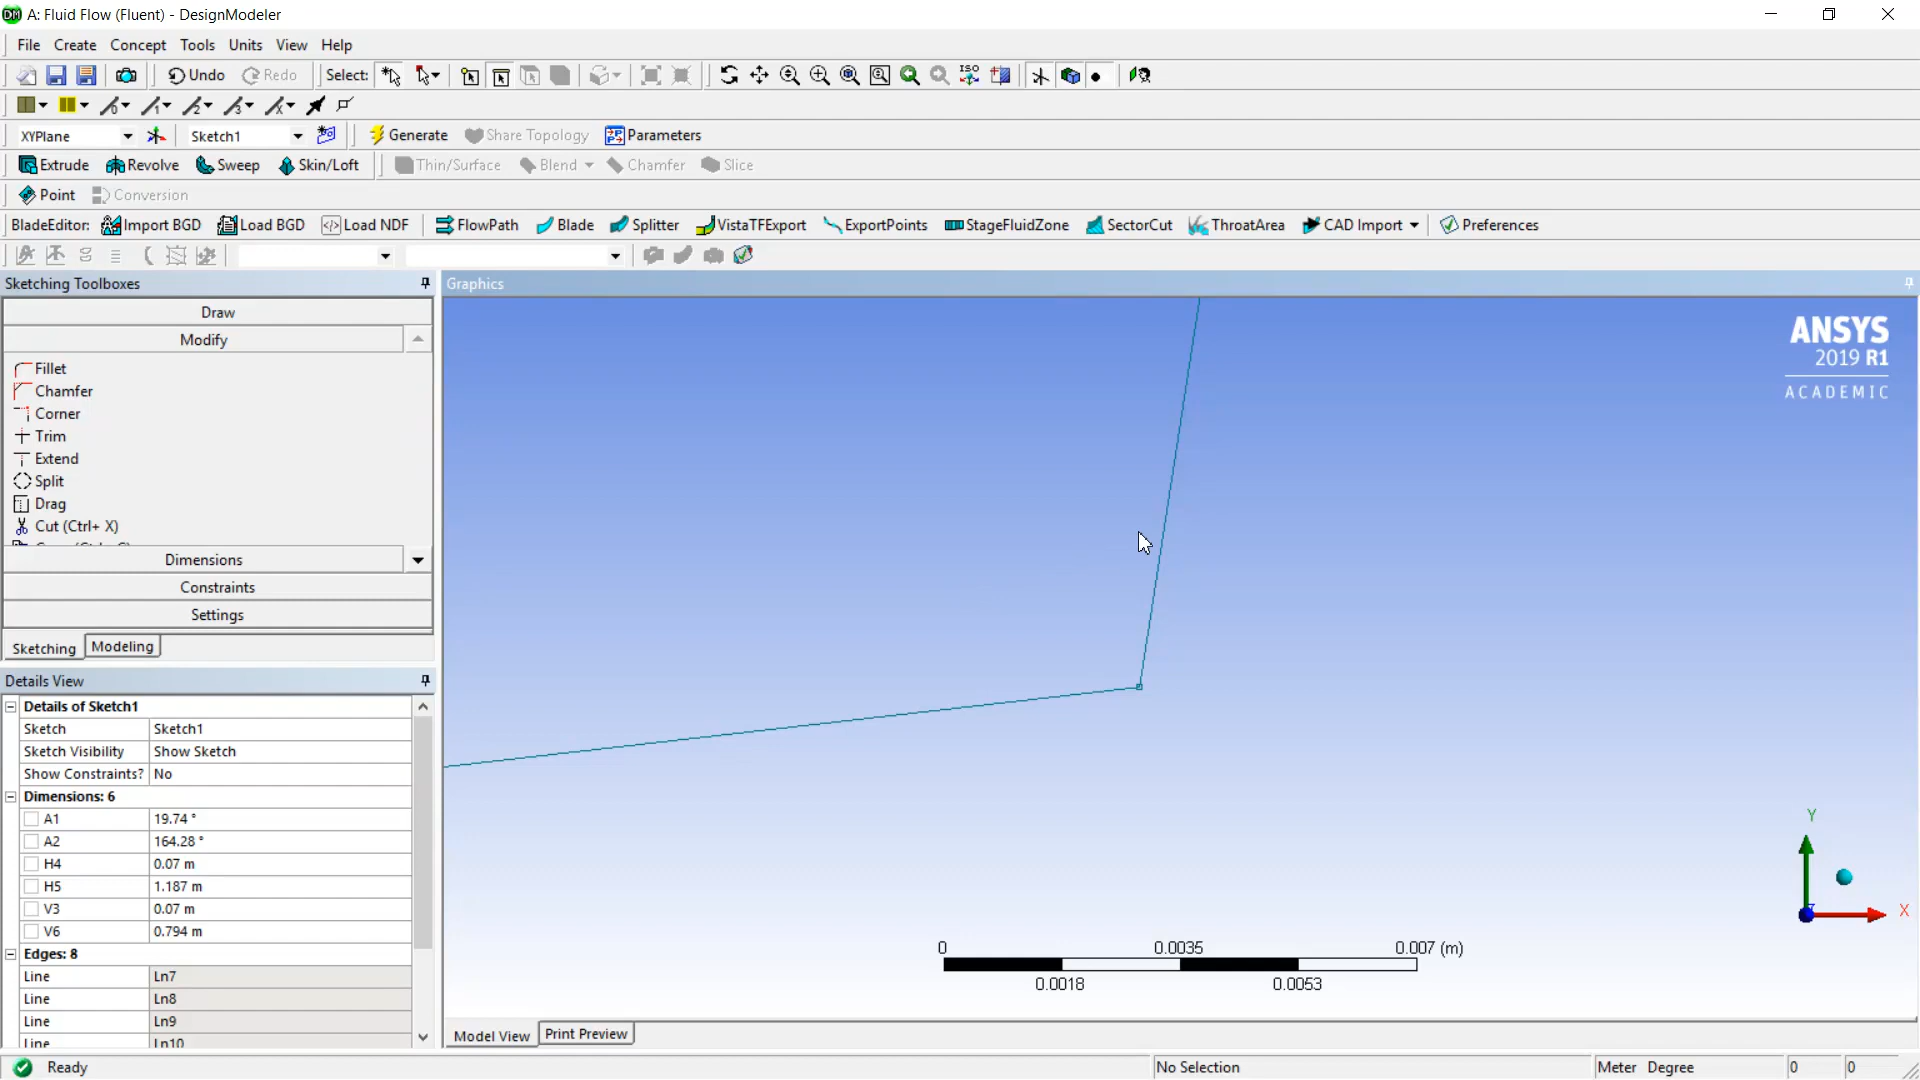 A: Fluid Flow (Fluent) - DesignModeler
File Create Concept Tools Units View Help
Undo Redo Select: ISO
XYPlane Sketch1 Generate Share Topology Parameters
Extrude Revolve Sweep Skin/Loft Thin/Surface Blend Chamfer Slice
Point Conversion
BladeEditor: Import BGD Load BGD Load NDF FlowPath Blade Splitter VistaTFExport ExportPoints StageFluidZone SectorCut ThroatArea CAD Import Preferences
Sketching Toolboxes
Draw
Modify
Fillet
Chamfer
Corner
Trim
Extend
Split
Drag
Cut (Ctrl+ X)
Dimensions
Constraints
Settings
Sketching Modeling
Details View
Details of Sketch1
Sketch Sketch1
Sketch Visibility Show Sketch
Show Constraints? No
Dimensions: 6
A1 19.74 °
A2 164.28 °
H4 0.07 m
H5 1.187 m
V3 0.07 m
V6 0.794 m
Edges: 8
Line Ln7
Line Ln8
Line Ln9
Line Ln10
Graphics
ANSYS
2019 R1
ACADEMIC
Y
X
0 0.0035 0.007 (m)
0.0018 0.0053
Model View Print Preview
Ready No Selection Meter Degree 0 0